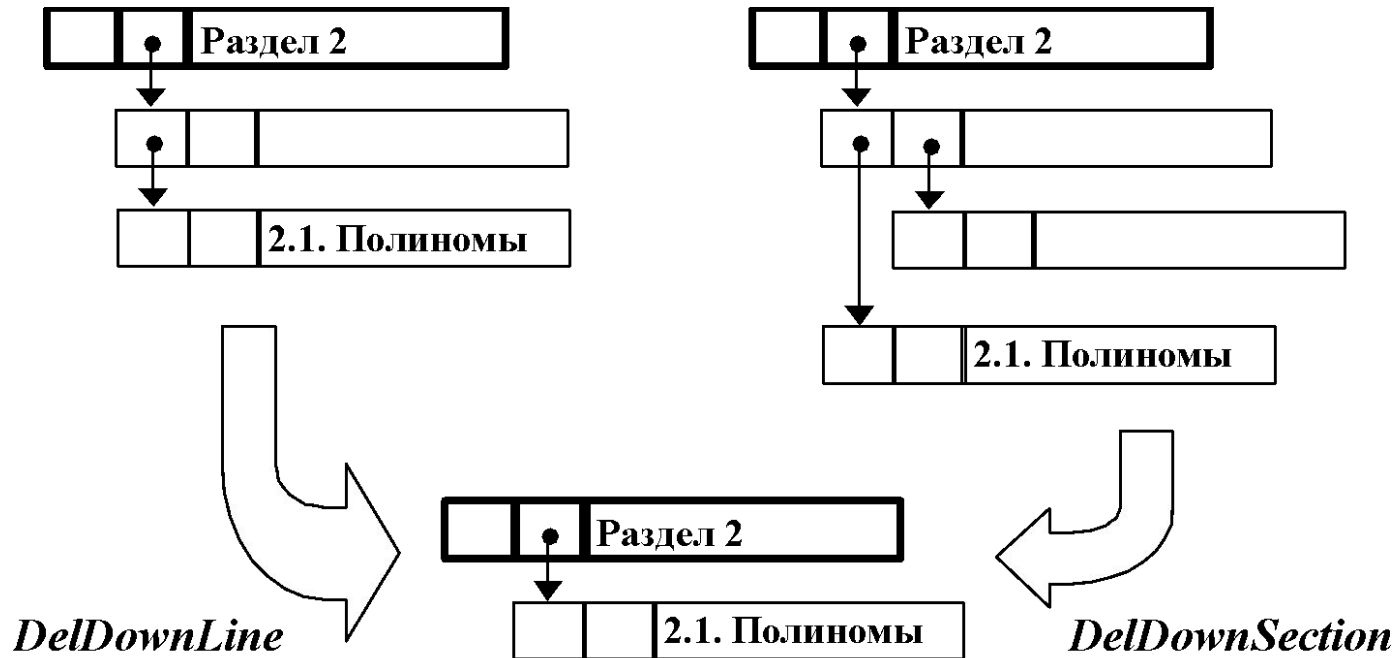 Раздел 2
Раздел 2
2.1. Полиномы
2.1. Полиномы
Раздел 2
2.1. Полиномы
DelDownLine
DelDownSection